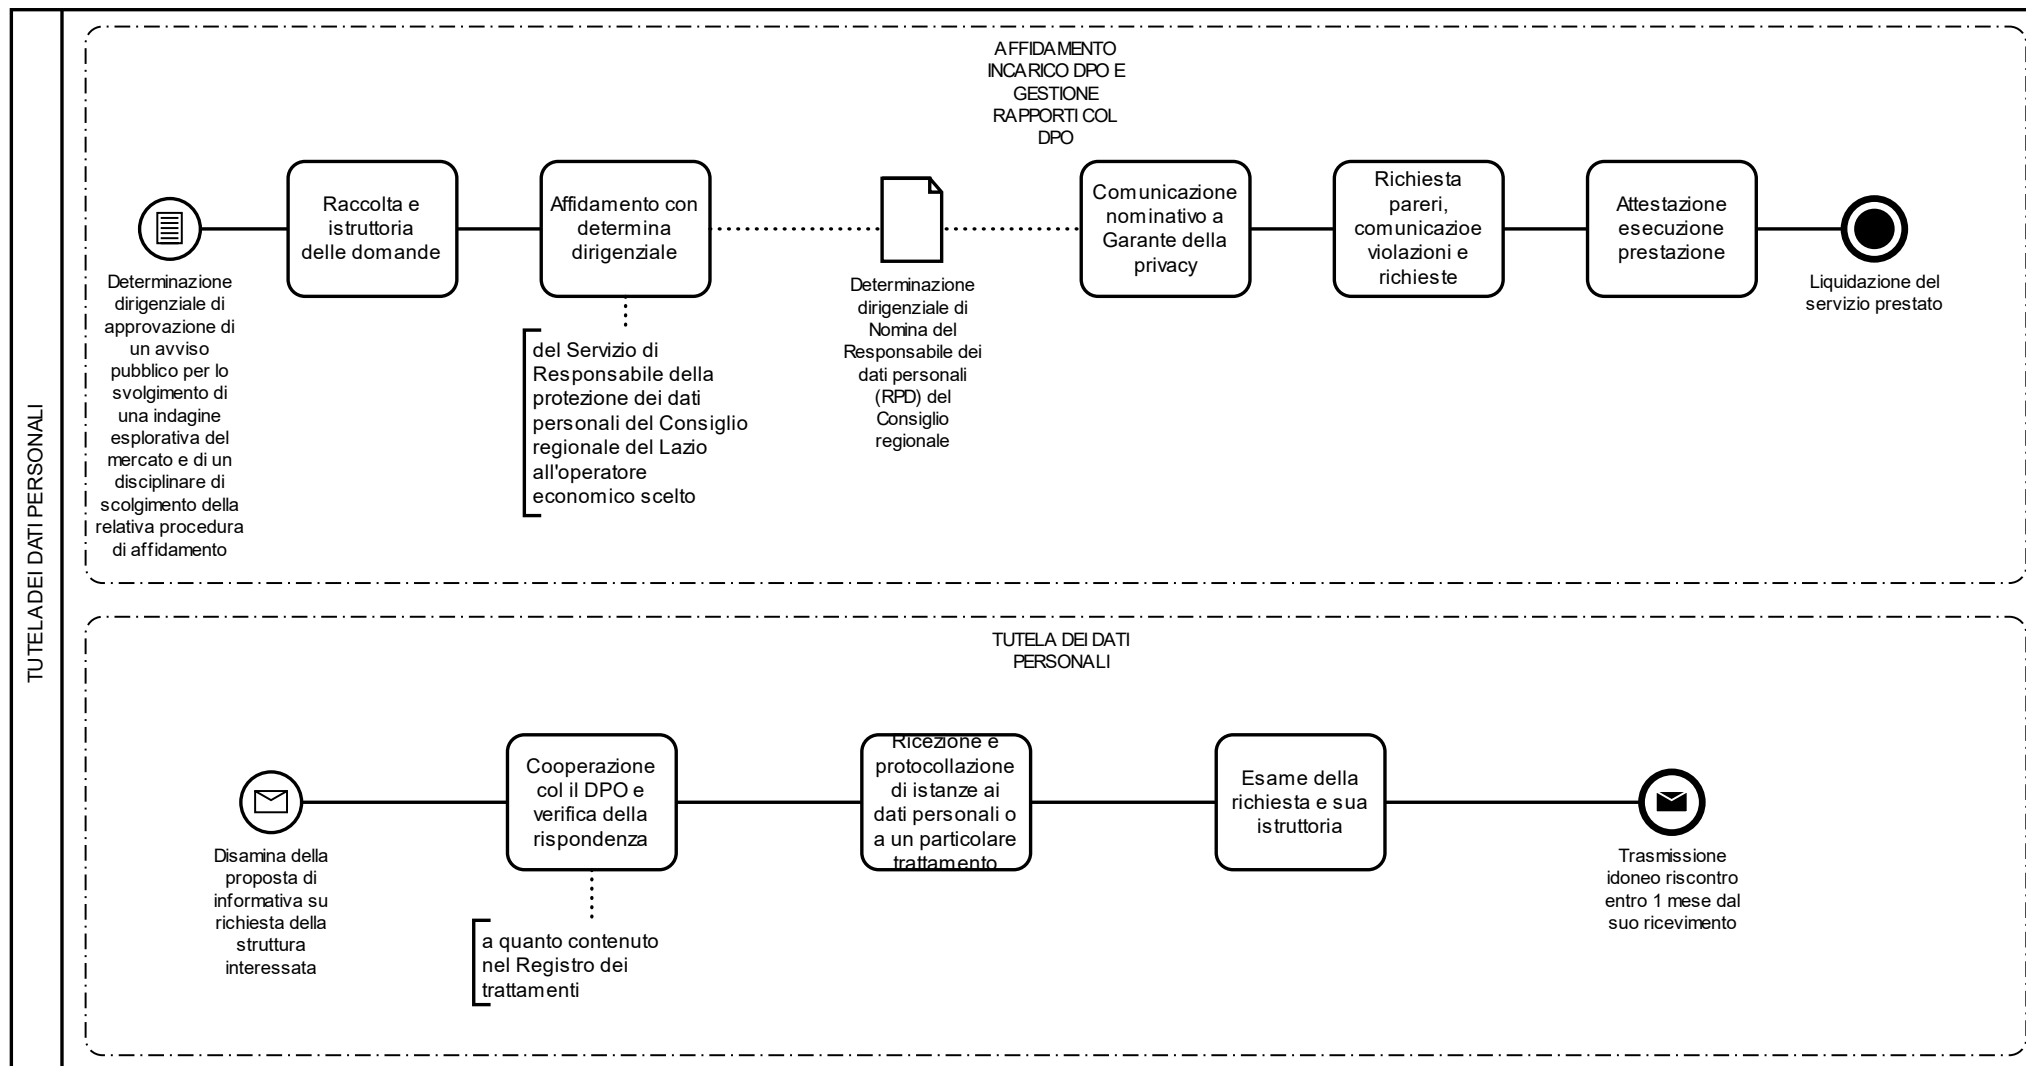 TUTELA DEI DATI PERSONALI
AFFIDAMENTO
INCARICO DPO E
GESTIONE
RAPPORTI COL
DPO
Determinazione
dirigenziale di
approvazione di
un avviso
pubblico per lo
svolgimento di
una indagine
esplorativa del
mercato e di un
disciplinare di
scolgimento della
relativa procedura
di affidamento
Raccolta e
istruttoria
delle domande
Affidamento con
determina
dirigenziale
del Servizio di
Responsabile della
protezione dei dati
personali del Consiglio
regionale del Lazio
all'operatore
economico scelto
Determinazione
dirigenziale di
Nomina del
Responsabile dei
dati personali
(RPD) del
Consiglio
regionale
Comunicazione
nominativo a
Garante della
privacy
Richiesta
pareri,
comunicazioe
violazioni e
richieste
Attestazione
esecuzione
prestazione
Liquidazione del
servizio prestato
TUTELA DEI DATI
PERSONALI
Disamina della
proposta di
informativa su
richiesta della
struttura
interessata
Cooperazione
col il DPO e
verifica della
rispondenza
a quanto contenuto
nel Registro dei
trattamenti
Ricezione e
protocollazione
di istanze ai
dati personali o
a un particolare
trattamento
Esame della
richiesta e sua
istruttoria
Trasmissione
idoneo riscontro
entro 1 mese dal
suo ricevimento